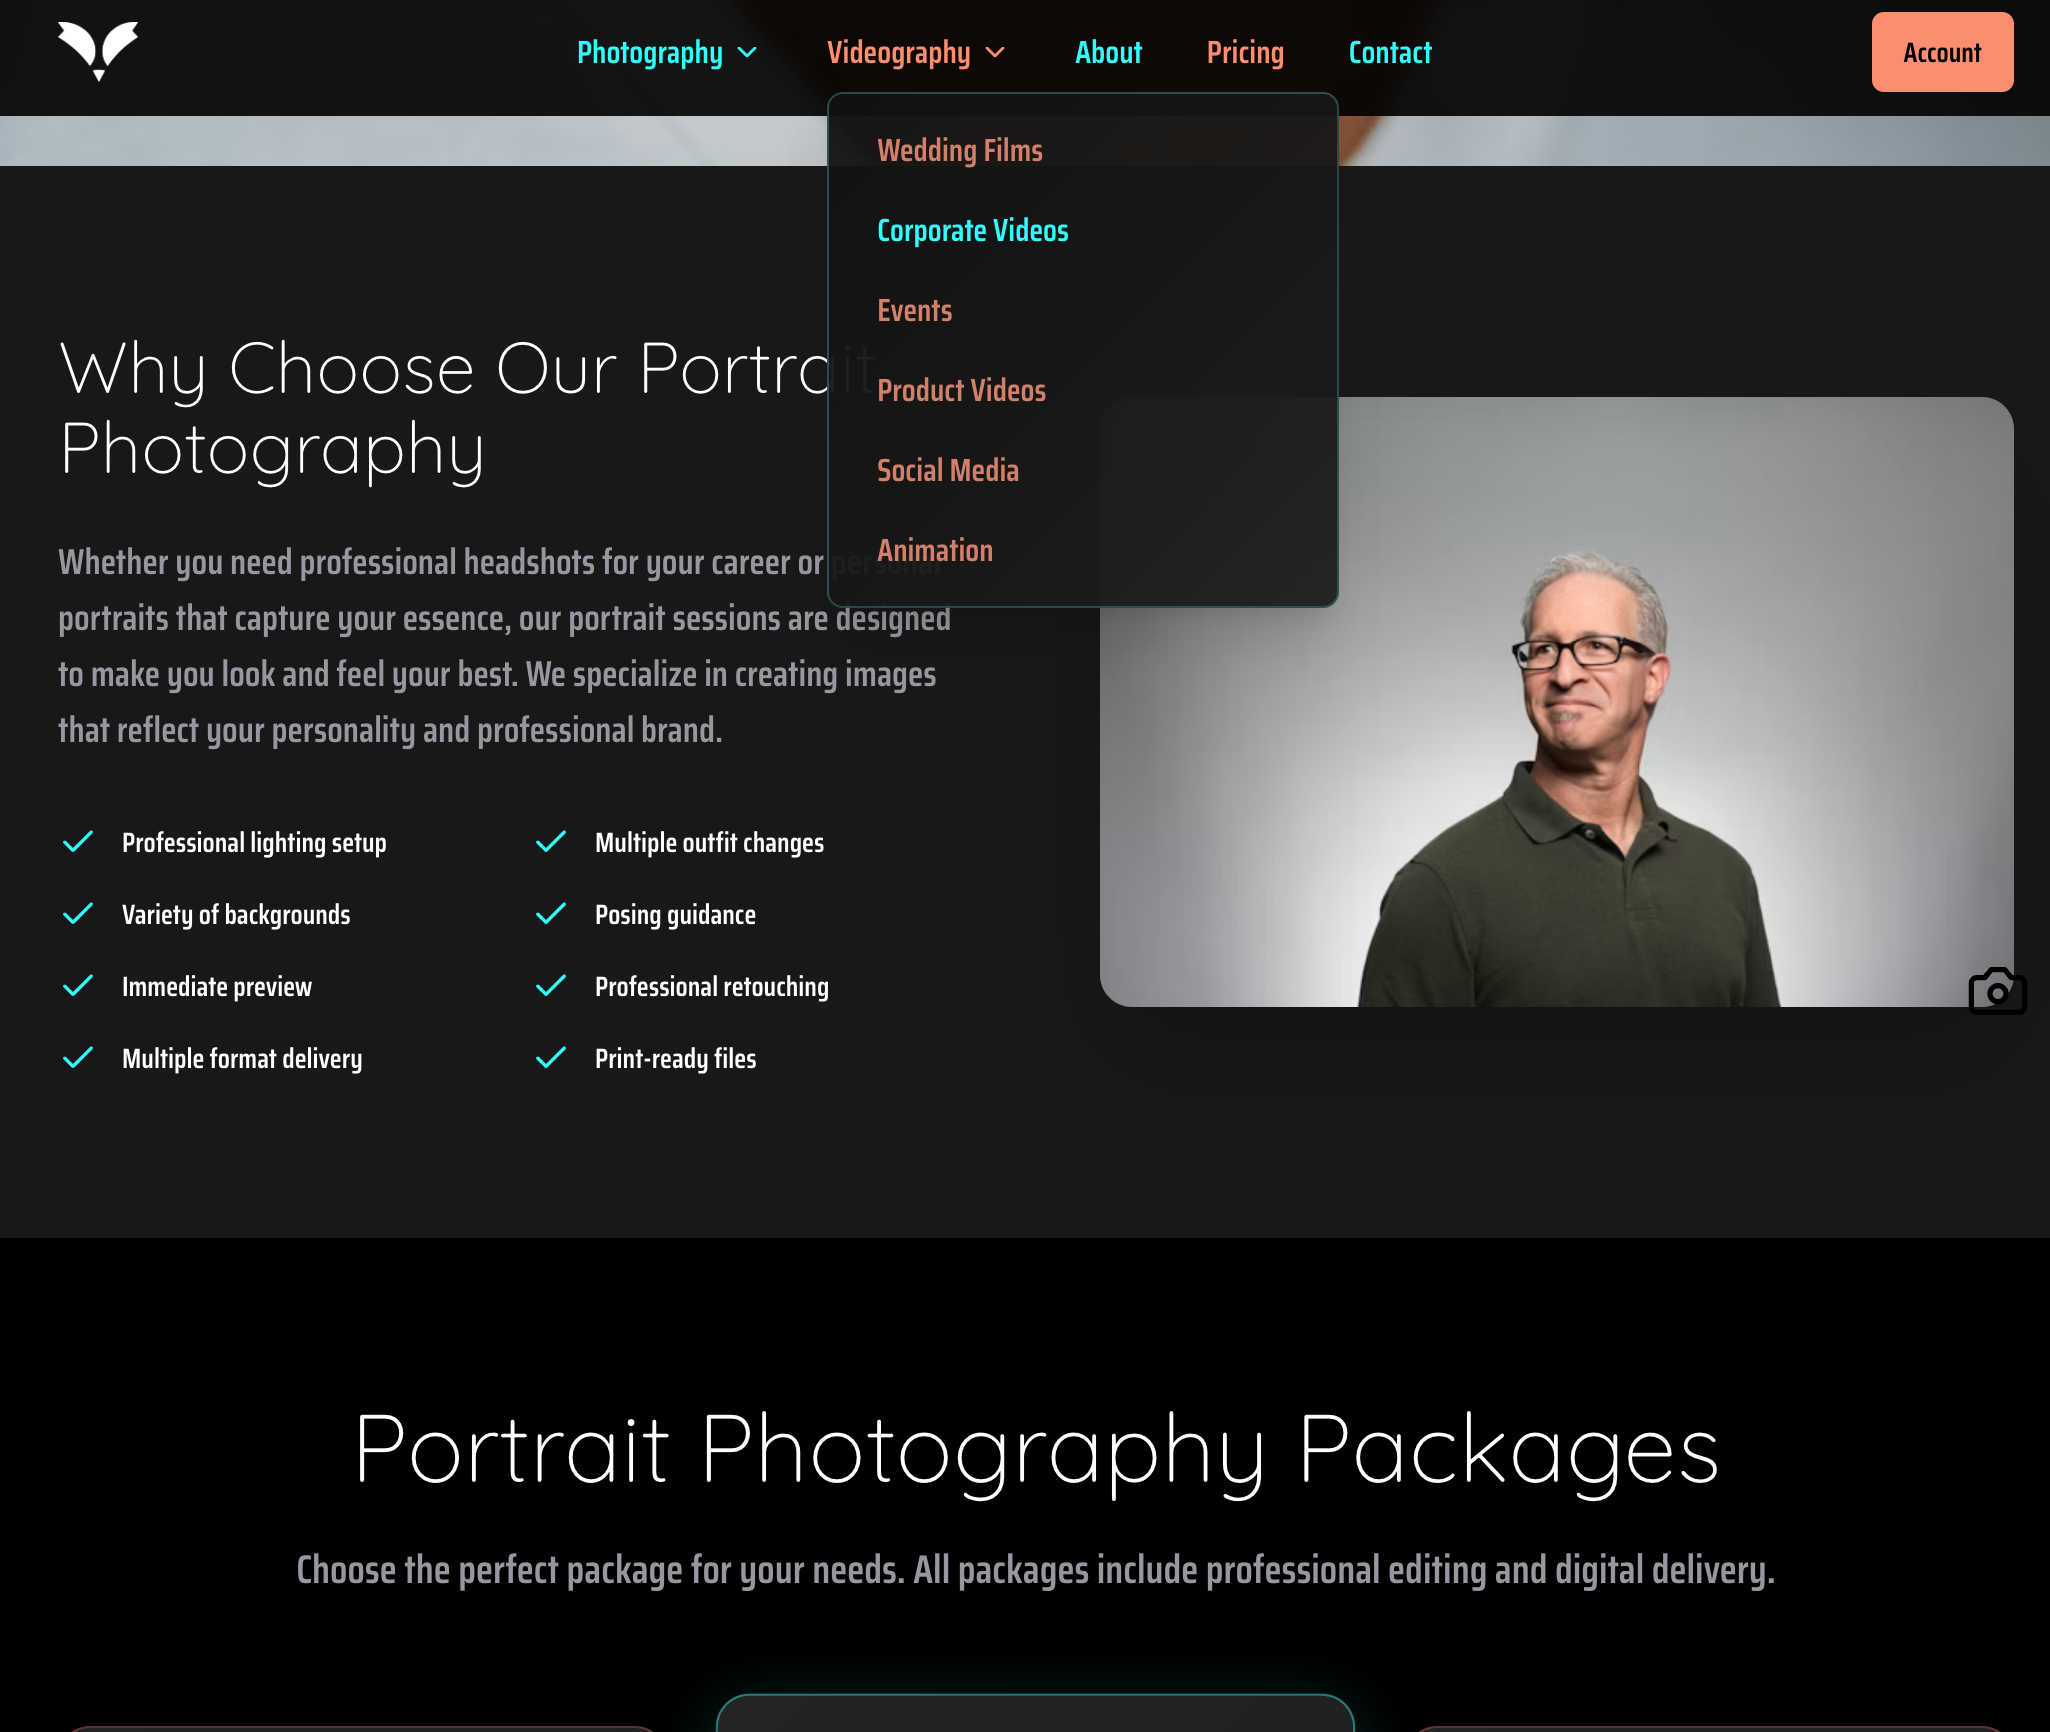 Photography
Videography
About
Pricing
Contact
Account
Wedding Films
Corporate Videos
Events
Product Videos
Social Media
Animation
Why Choose Our Portrait
Photography
Whether you need professional headshots for your career or personal
portraits that capture your essence, our portrait sessions are designed
to make you look and feel your best. We specialize in creating images
that reflect your personality and professional brand.
Professional lighting setup
Multiple outfit changes
Variety of backgrounds
Posing guidance
Immediate preview
Professional retouching
Multiple format delivery
Print-ready files
Portrait Photography Packages
Choose the perfect package for your needs. All packages include professional editing and digital delivery.